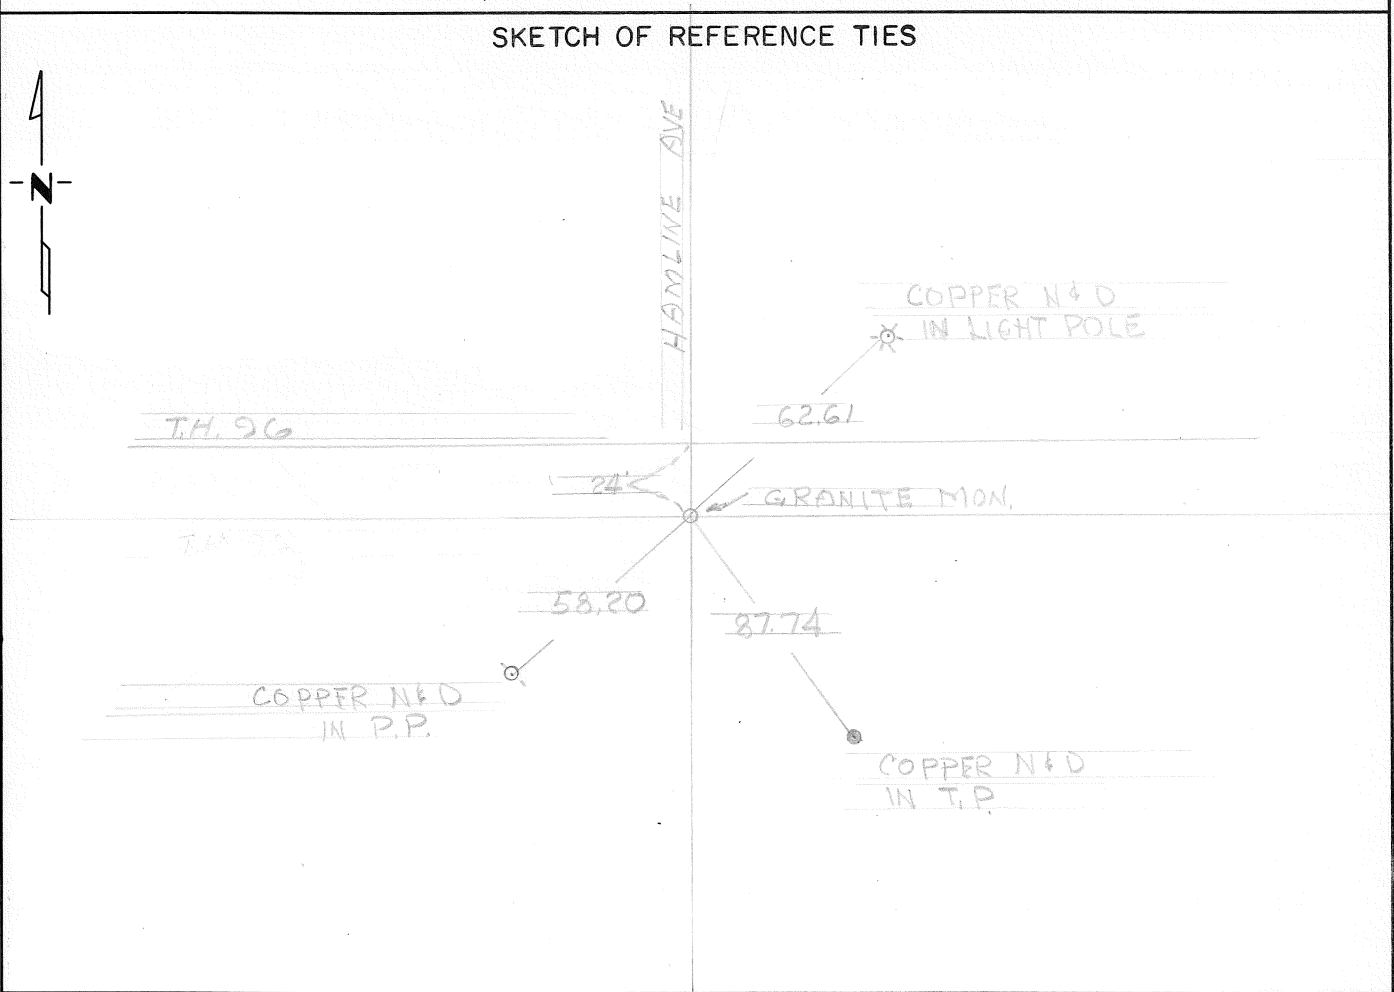 SKETCH OF REFERENCE TIES
N
HAMLINE AVE
COPPER N & D
IN LIGHT POLE
62.61
T.H. 96
24'
GRANITE MON.
58.20
87.74
COPPER N & D
IN P.P.
COPPER N & D
IN T.P.